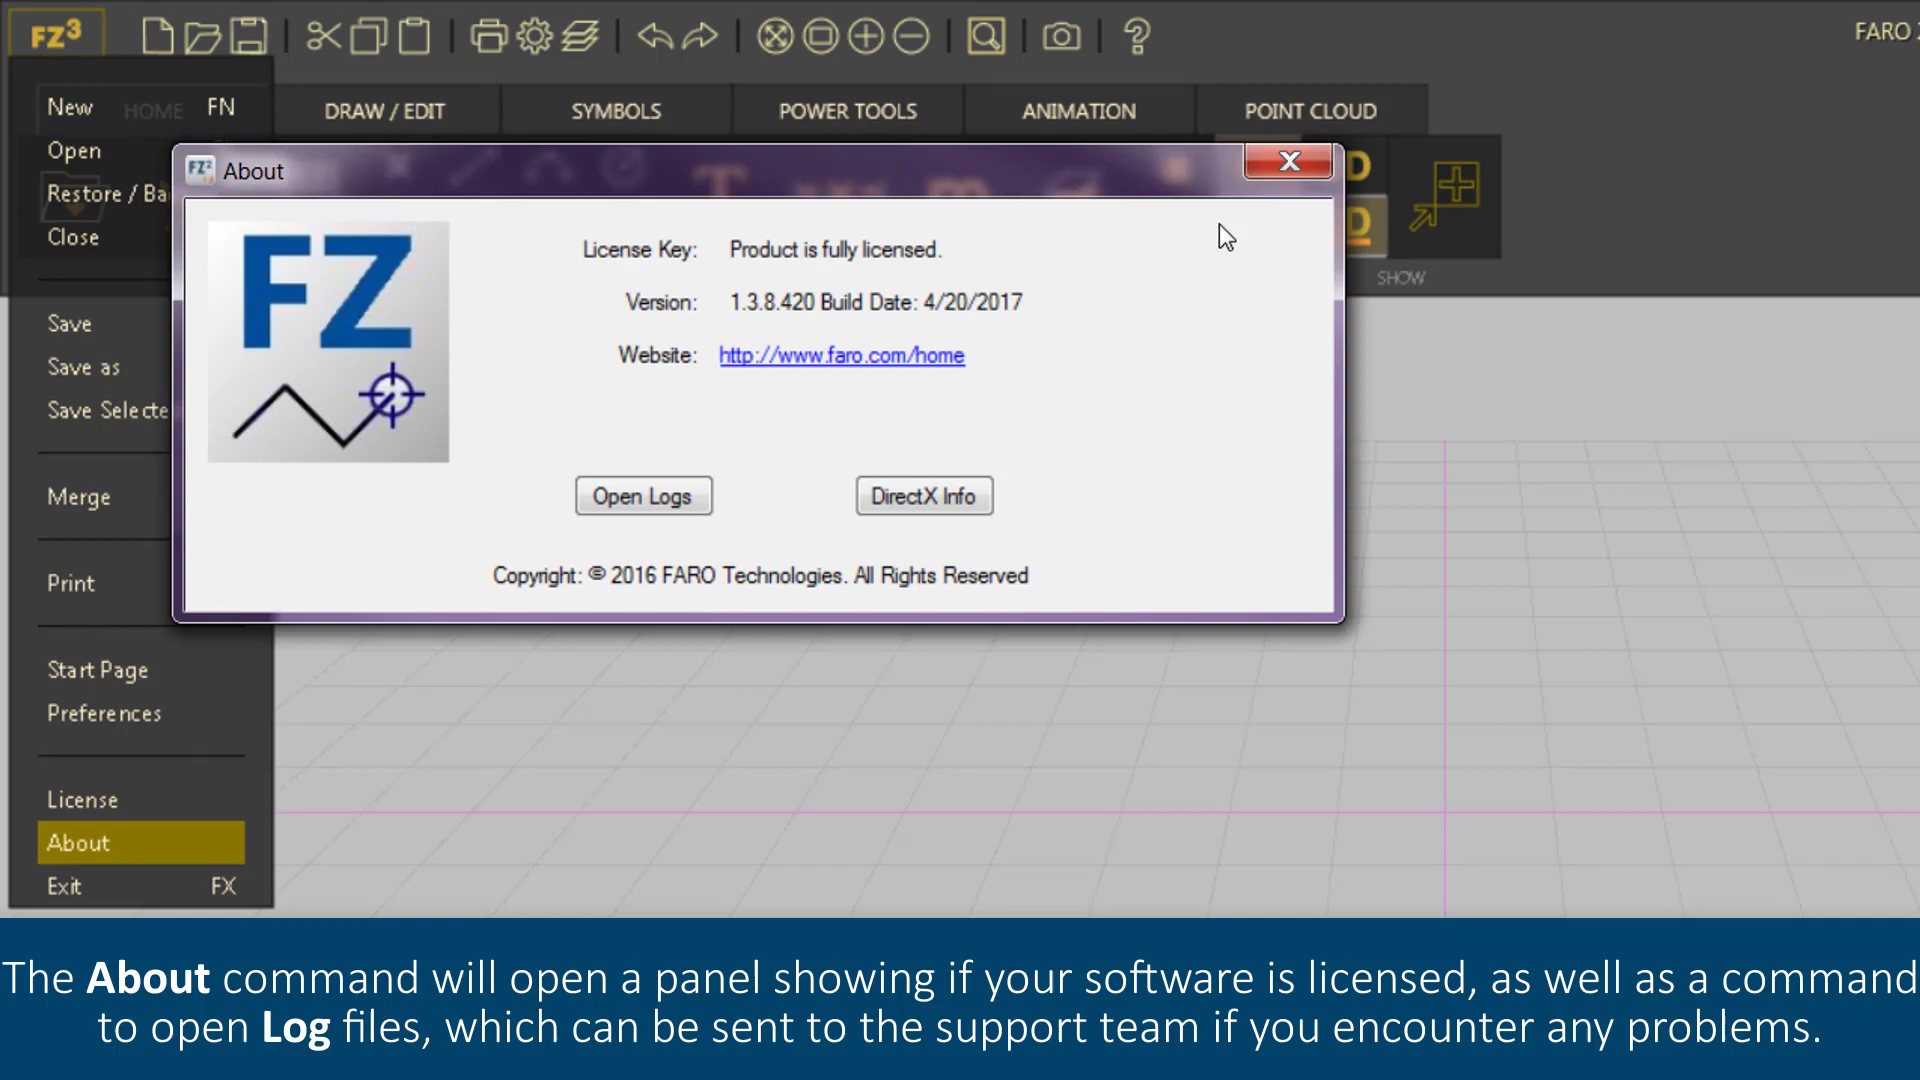 FZ3
FARO
New HOME FN
DRAW / EDIT
SYMBOLS
POWER TOOLS
ANIMATION
POINT CLOUD
Open
Restore / Ba
Close
Save
Save as
Save Selecte
Merge
Print
Start Page
Preferences
License
About
Exit FX
About
FZ
License Key: Product is fully licensed.
Version: 1.3.8.420 Build Date: 4/20/2017
Website: http://www.faro.com/home
Open Logs
DirectX Info
Copyright: © 2016 FARO Technologies. All Rights Reserved
D
D
SHOW
The About command will open a panel showing if your software is licensed, as well as a command
to open Log files, which can be sent to the support team if you encounter any problems.